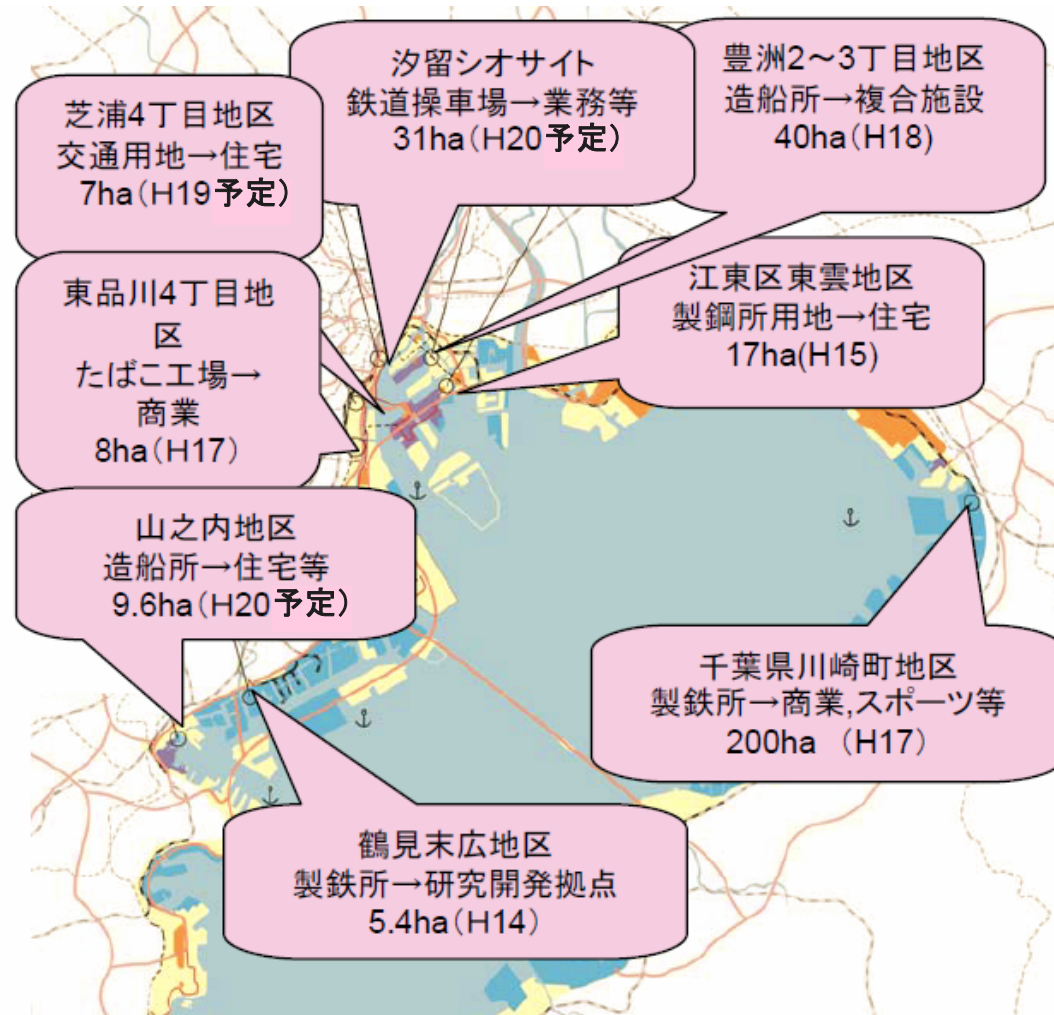 芝浦4丁目地区
交通用地→住宅
7ha(H19予定)
汐留シオサイト
鉄道操車場→業務等
31ha(H20予定)
豊洲2～3丁目地区
造船所→複合施設
40ha(H18)
東品川4丁目地
区
たばこ工場→
商業
8ha(H17)
江東区東雲地区
製鋼所用地→住宅
17ha(H15)
山之内地区
造船所→住宅等
9.6ha(H20予定)
千葉県川崎町地区
製鉄所→商業,スポーツ等
200ha (H17)
鶴見末広地区
製鉄所→研究開発拠点
5.4ha(H14)